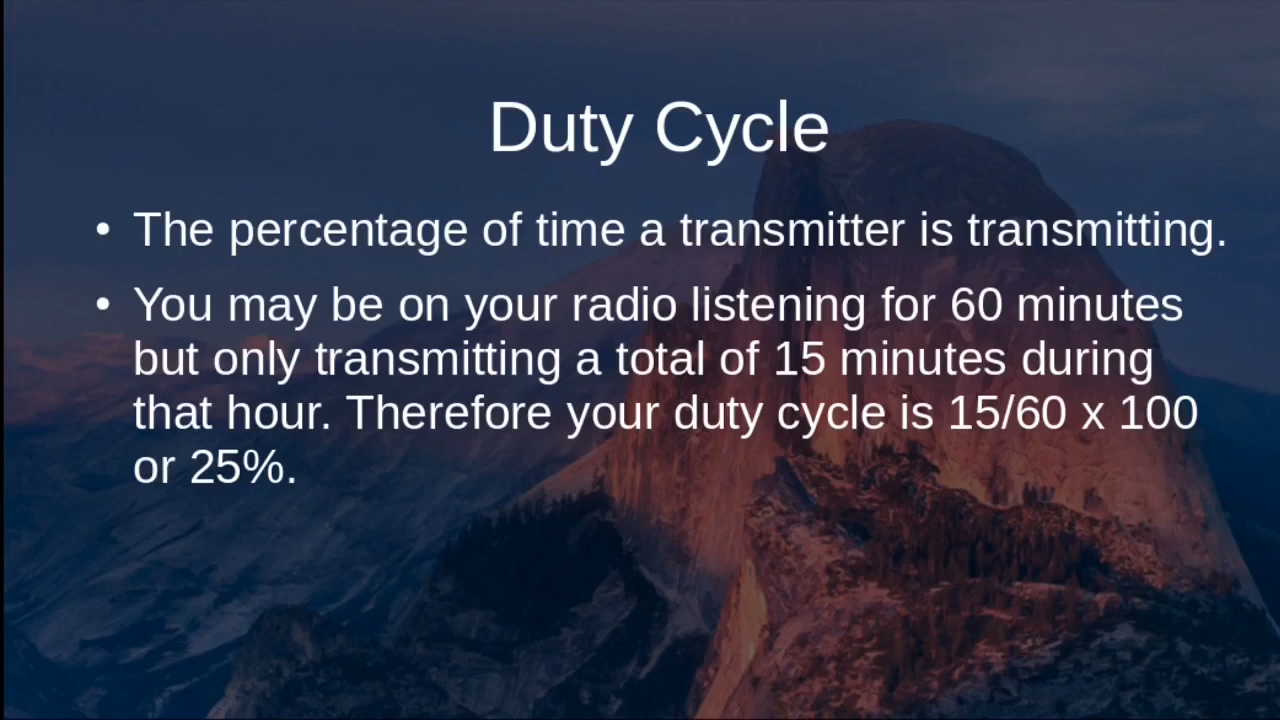 Duty Cycle
• The percentage of time a transmitter is transmitting.
• You may be on your radio listening for 60 minutes
but only transmitting a total of 15 minutes during
that hour. Therefore your duty cycle is 15/60 x 100
or 25%.